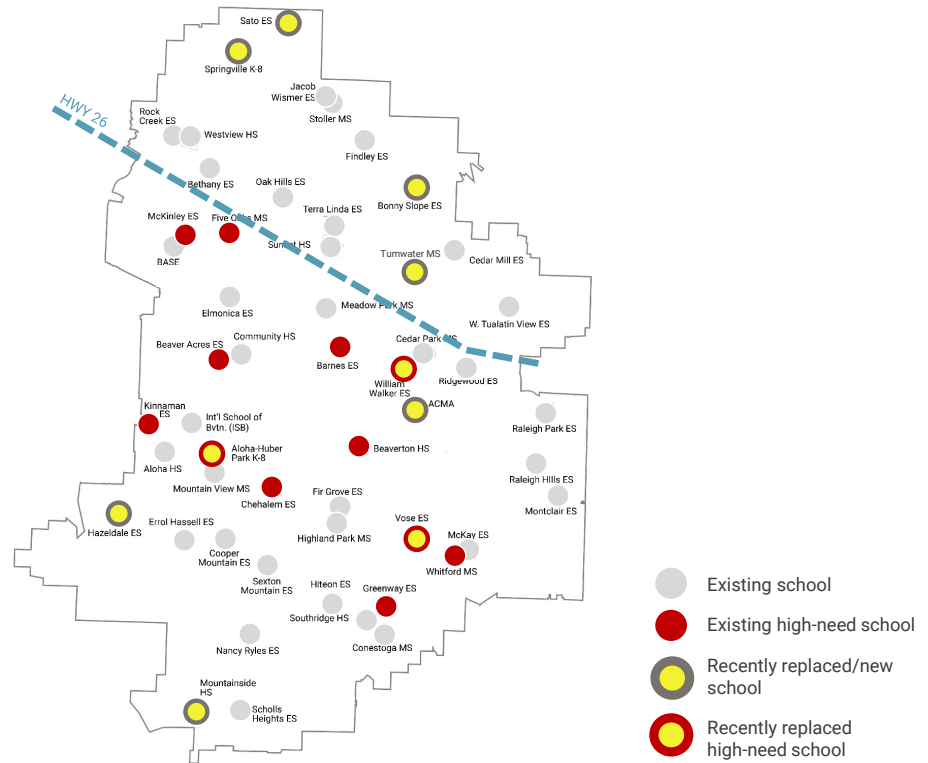 Sato ES
Springville K-8
Jacob
Wismer ES
Stoller MS
HWY 26
Rock
Creek ES
Westview HS
Findley ES
Bethany ES
Oak Hills ES
Bonny Slope ES
McKinley ES
Five Oaks MS
Terra Linda ES
Sunset HS
BASE
Tumwater MS
Cedar Mill ES
Elmonica ES
Meadow Park MS
W. Tualatin View ES
Beaver Acres ES
Community HS
Barnes ES
Cedar Park MS
William
Walker ES
Ridgewood ES
ACMA
Kinnaman
ES
Int'l School of
Bvtn. (ISB)
Raleigh Park ES
Aloha HS
Aloha-Huber
Park K-8
Beaverton HS
Mountain View MS
Chehalem ES
Raleigh HIlls ES
Montclair ES
Hazeldale ES
Errol Hassell ES
Cooper
Mountain ES
Fir Grove ES
Highland Park MS
Vose ES
McKay ES
Whitford MS
Sexton
Mountain ES
Hiteon ES
Greenway ES
Southridge HS
Conestoga MS
Nancy Ryles ES
Mountainside
HS
Scholls
Heights ES
Existing school
Existing high-need school
Recently replaced/new
school
Recently replaced
high-need school